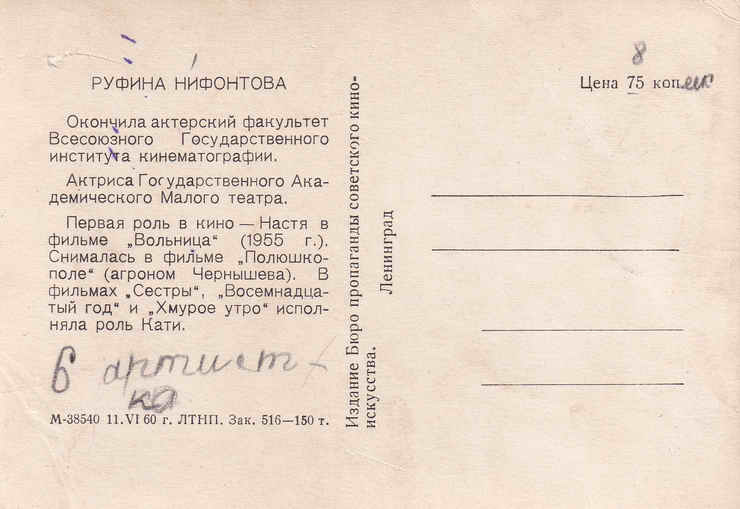 РУФИНА НИФОНТОВА
Окончила актерский факультет
Всесоюзного Государственного
института кинематографии.
Актриса Государственного Ака-
демического Малого театра.
Первая роль в кино — Настя в
фильме „Вольница“ (1955 г.).
Снималась в фильме „Полюшко-
поле“ (агроном Чернышева). В
фильмах „Сестры“, „Восемнадца-
тый год“ и „Хмурое утро“ испол-
няла роль Кати.
6 артист-
ка
М-38540 11.VI 60 г. ЛТНП. Зак. 516—150 т.
Издание Бюро пропаганды советского кино-
искусства.
Ленинград
8
Цена 75 копеек